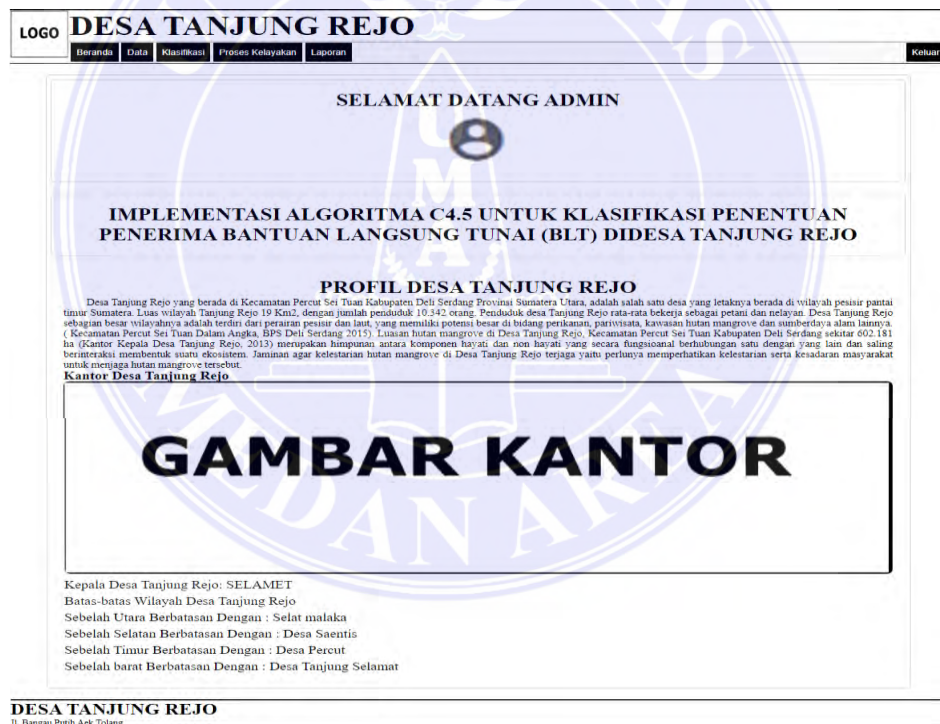 LOGO
DESA TANJUNG REJO
Beranda Data Klasifikasi Proses Kelayakan Laporan Keluar
SELAMAT DATANG ADMIN
IMPLEMENTASI ALGORITMA C4.5 UNTUK KLASIFIKASI PENENTUAN
PENERIMA BANTUAN LANGSUNG TUNAI (BLT) DIDESA TANJUNG REJO
PROFIL DESA TANJUNG REJO
Desa Tanjung Rejo yang berada di Kecamatan Percut Sei Tuan Kabupaten Deli Serdang Provinsi Sumatera Utara, adalah salah satu desa yang letaknya berada di wilayah pesisir pantai
timur Sumatera. Luas wilayah Tanjung Rejo 19 Km2, dengan jumlah penduduk 10.342 orang. Penduduk desa Tanjung Rejo rata-rata bekerja sebagai petani dan nelayan. Desa Tanjung Rejo
sebagian besar wilayahnya adalah terdiri dari perairan pesisir dan laut, yang memiliki potensi besar di bidang perikanan, pariwisata, kawasan hutan mangrove dan sumberdaya alam lainnya.
( Kecamatan Percut Sei Tuan Dalam Angka, BPS Deli Serdang 2015). Luasan hutan mangrove di Desa Tanjung Rejo, Kecamatan Percut Sei Tuan Kabupaten Deli Serdang sekitar 602.181
ha (Kantor Kepala Desa Tanjung Rejo, 2013) merupakan himpunan antara komponen hayati dan non hayati yang secara fungsioanal berhubungan satu dengan yang lain dan saling
berinteraksi membentuk suatu ekosistem. Jaminan agar kelestarian hutan mangrove di Desa Tanjung Rejo terjaga yaitu perlunya memperhatikan kelestarian serta kesadaran masyarakat
untuk menjaga hutan mangrove tersebut.
Kantor Desa Tanjung Rejo
GAMBAR KANTOR
Kepala Desa Tanjung Rejo: SELAMET
Batas-batas Wilayah Desa Tanjung Rejo
Sebelah Utara Berbatasan Dengan : Selat malaka
Sebelah Selatan Berbatasan Dengan : Desa Saentis
Sebelah Timur Berbatasan Dengan : Desa Percut
Sebelah barat Berbatasan Dengan : Desa Tanjung Selamat
DESA TANJUNG REJO
Jl. Bangau Putih Aek Tolang
UMA
MEDAN AREA